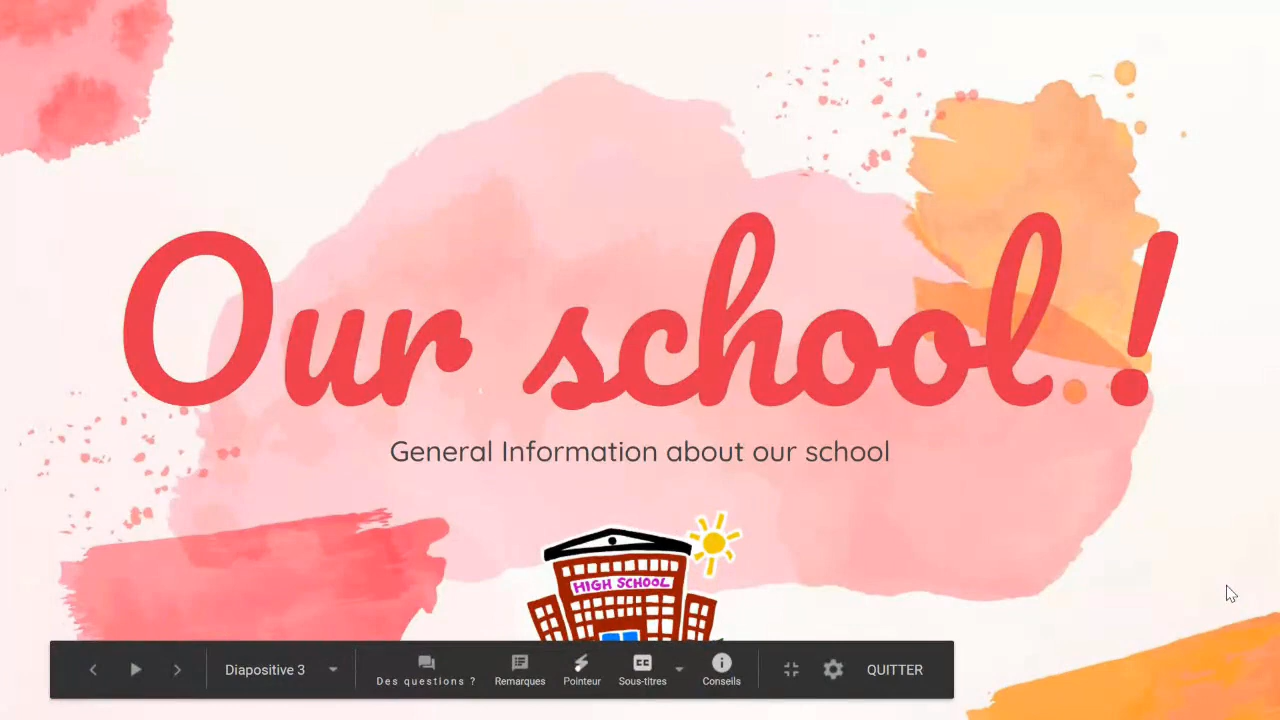 Our school !
General Information about our school
HIGH SCHOOL
Diapositive 3
Des questions ?
Remarques
Pointeur
CC
Sous-titres
Conseils
QUITTER